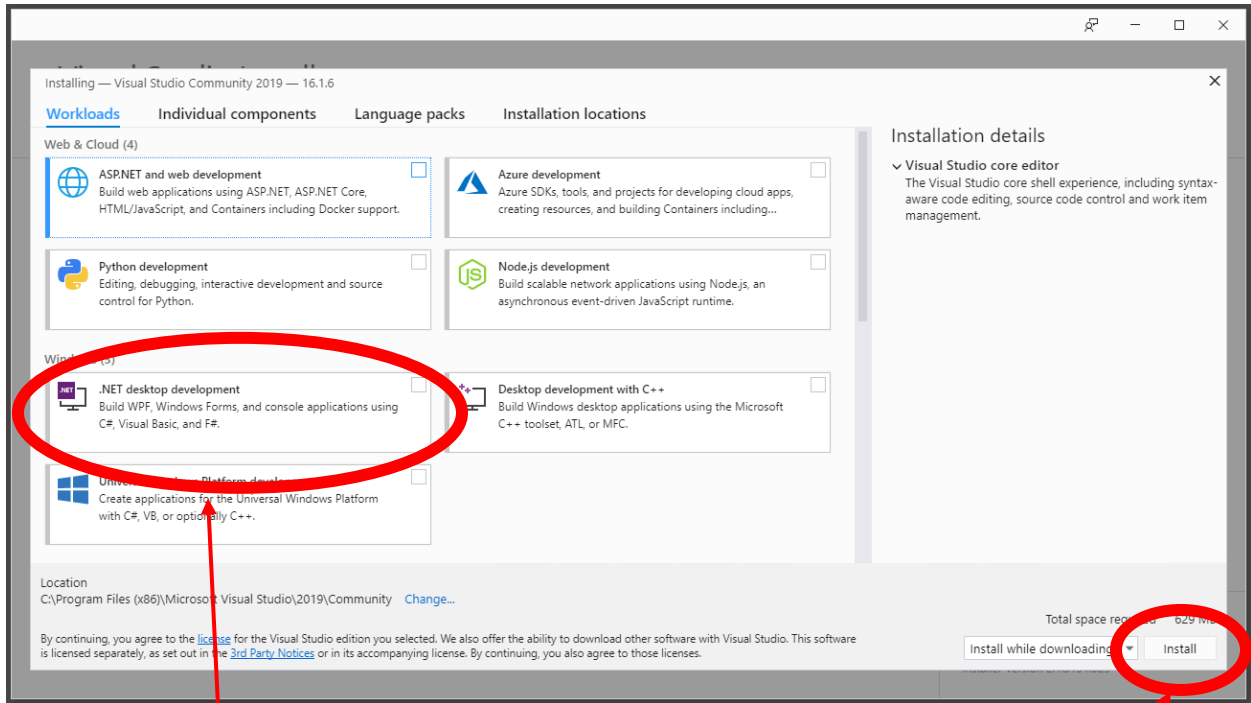 Installing — Visual Studio Community 2019 — 16.1.6
Workloads
Individual components
Language packs
Installation locations
Web & Cloud (4)
ASP.NET and web development
Build web applications using ASP.NET, ASP.NET Core,
HTML/JavaScript, and Containers including Docker support.
Azure development
Azure SDKs, tools, and projects for developing cloud apps,
creating resources, and building Containers including...
Python development
Editing, debugging, interactive development and source
control for Python.
Node.js development
Build scalable network applications using Node.js, an
asynchronous event-driven JavaScript runtime.
(3)
.NET
.NET desktop development
Build WPF, Windows Forms, and console applications using
C#, Visual Basic, and F#.
Desktop development with C++
Build Windows desktop applications using the Microsoft
C++ toolset, ATL, or MFC.
Platform
Create applications for the Universal Windows Platform
with C#, VB, or optionally C++.
Installation details
Visual Studio core editor
The Visual Studio core shell experience, including syntax-
aware code editing, source code control and work item
management.
Location
C:\Program Files (x86)\Microsoft Visual Studio\2019\Community Change...
By continuing, you agree to the license for the Visual Studio edition you selected. We also offer the ability to download other software with Visual Studio. This software
is licensed separately, as set out in the 3rd Party Notices or in its accompanying license. By continuing, you also agree to those licenses.
Total space required 629 MB
Install while downloading
Install